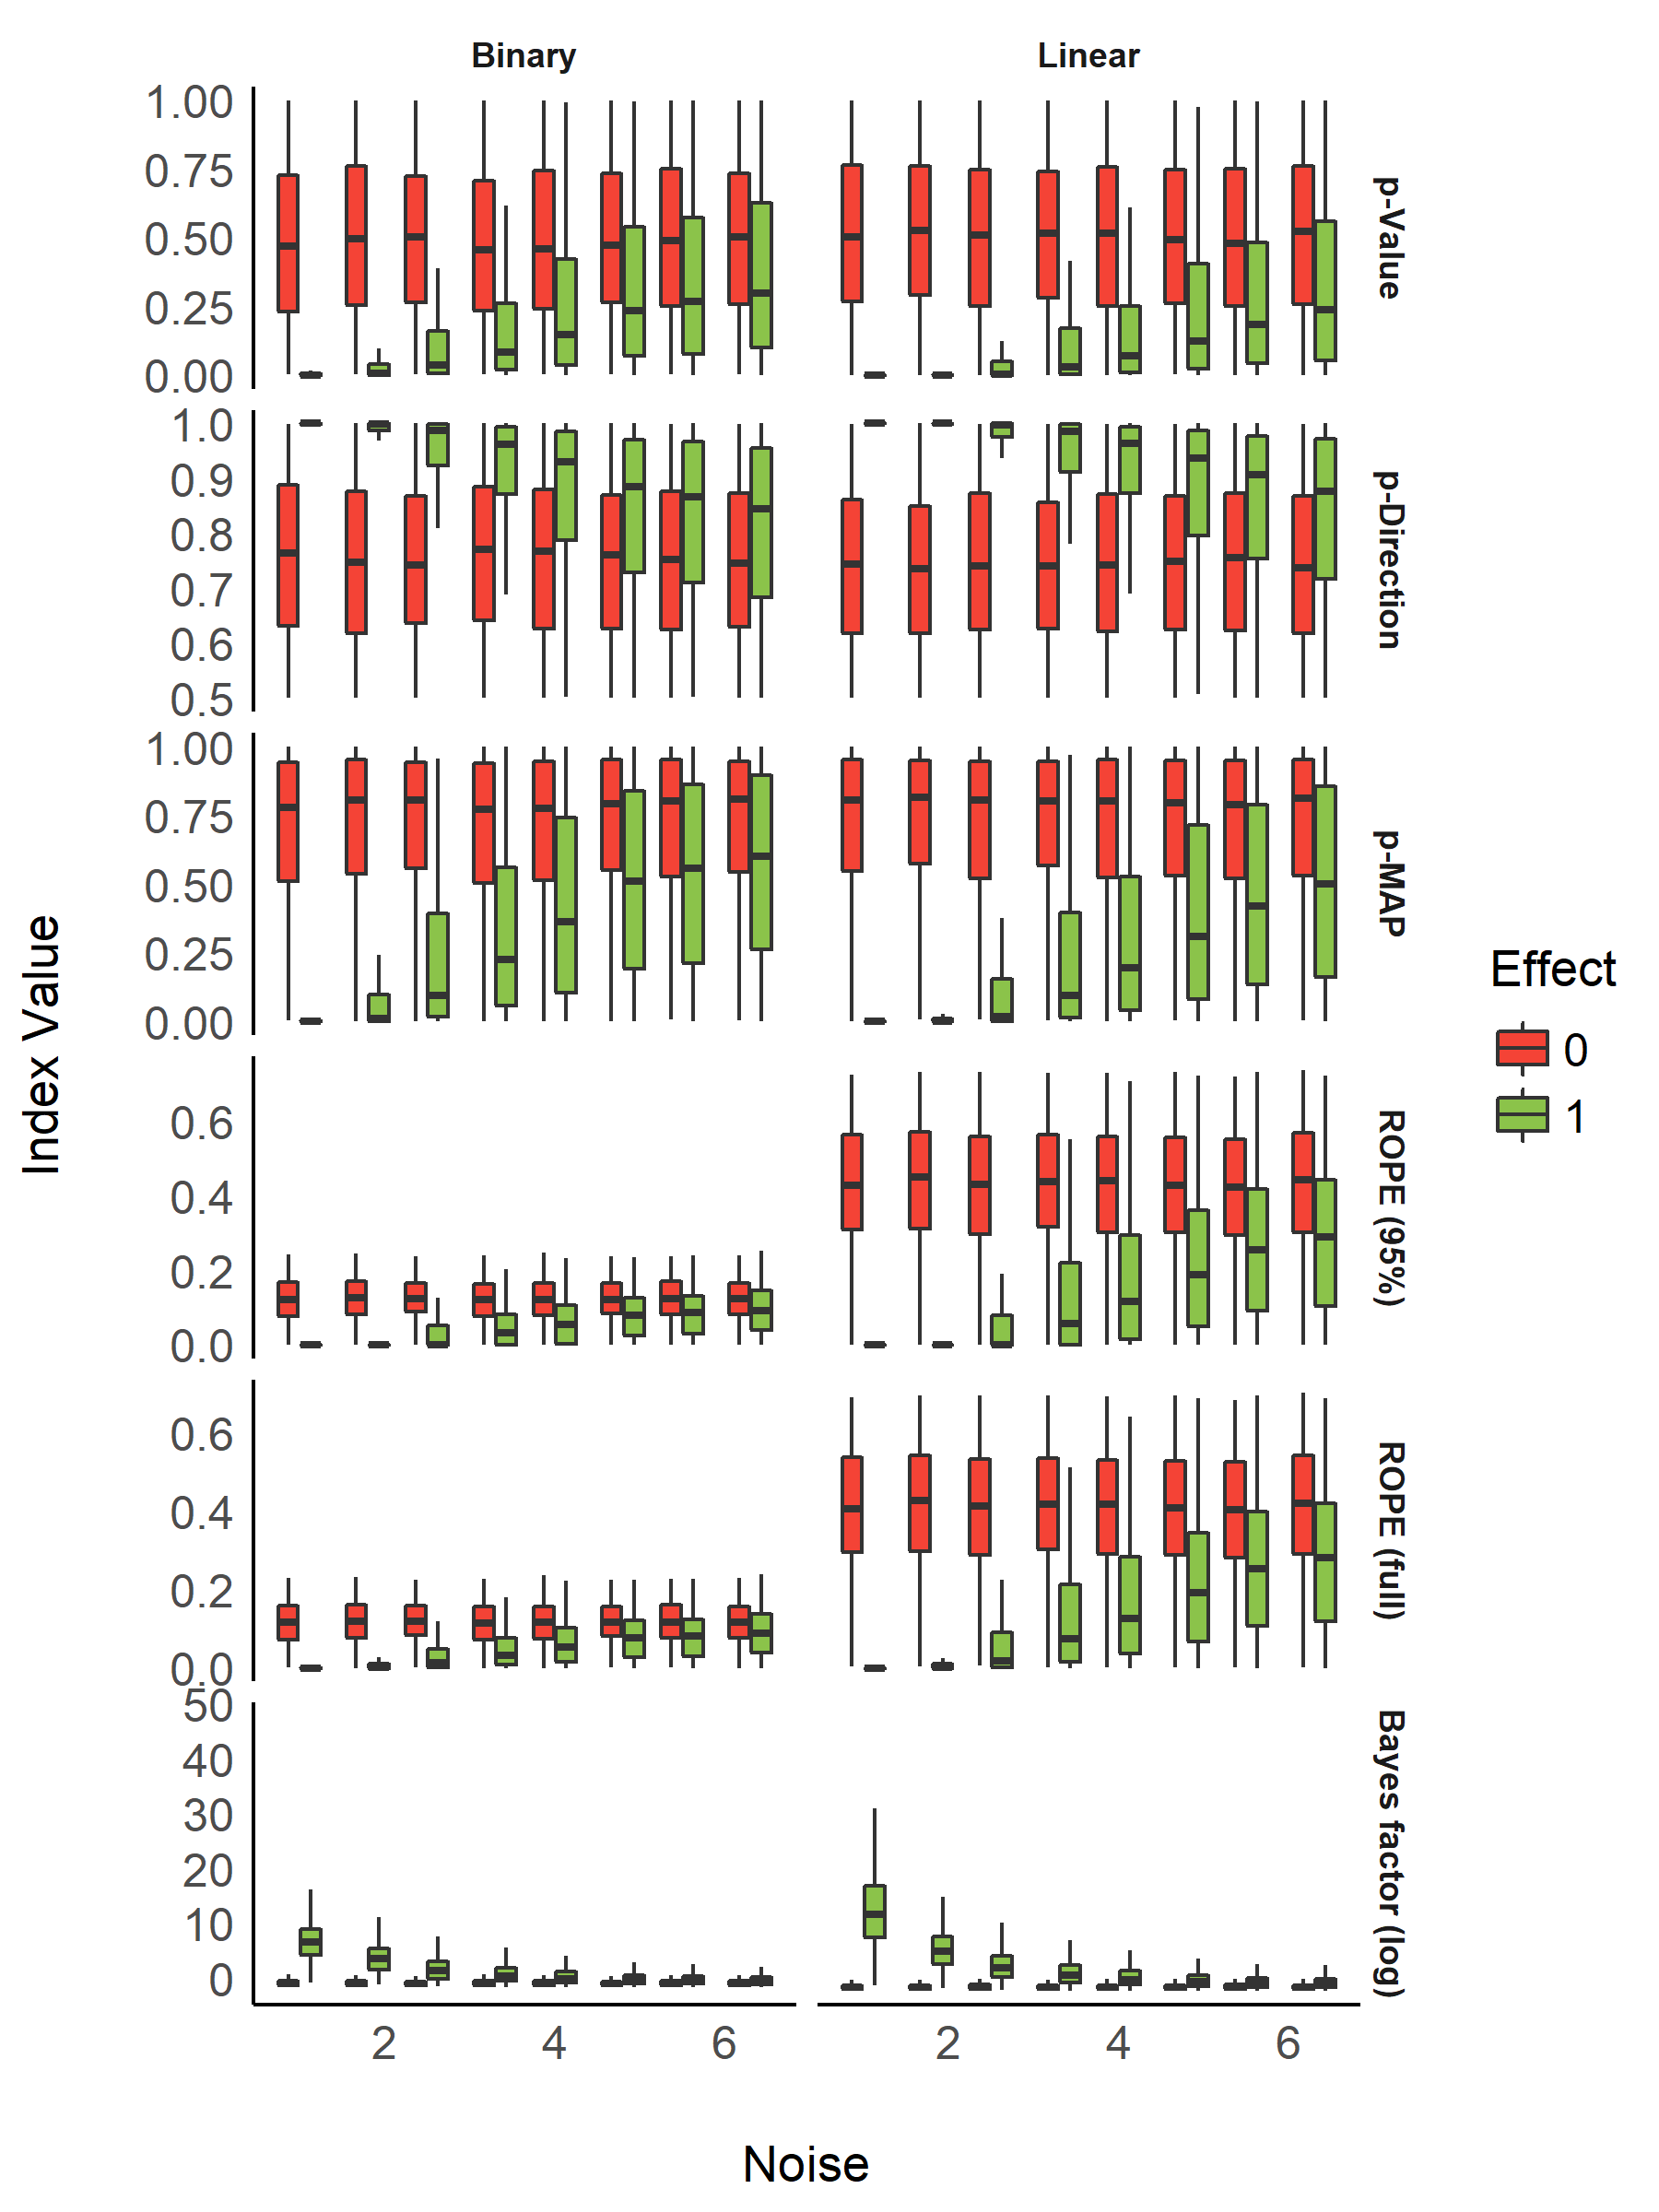 Binary
Linear
1.00
0.75
0.50
0.25
0.00
p-Value
1.0
0.9
0.8
0.7
0.6
0.5
p-Direction
1.00
0.75
0.50
0.25
0.00
p-MAP
0.6
0.4
0.2
0.0
ROPE (95%)
0.6
0.4
0.2
0.0
ROPE (full)
50
40
30
20
10
0
Bayes factor (log)
2 4 6
2 4 6
Noise
Index Value
Effect
0
1